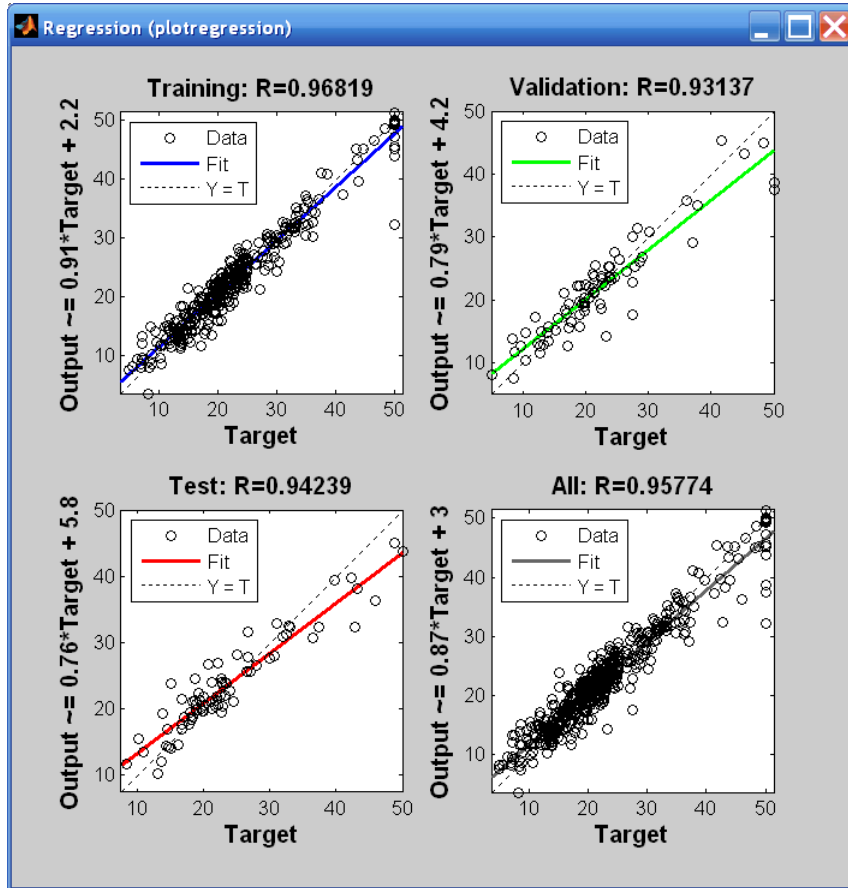 Regression (plotregression)
Training: R=0.96819
Output ~= 0.91*Target + 2.2
Data
Fit
Y = T
50
40
30
20
10
10
20
30
40
50
Target
Validation: R=0.93137
Output ~= 0.79*Target + 4.2
Data
Fit
Y = T
50
40
30
20
10
10
20
30
40
50
Target
Test: R=0.94239
Output ~= 0.76*Target + 5.8
Data
Fit
Y = T
50
40
30
20
10
10
20
30
40
50
Target
All: R=0.95774
Output ~= 0.87*Target + 3
Data
Fit
Y = T
50
40
30
20
10
10
20
30
40
50
Target